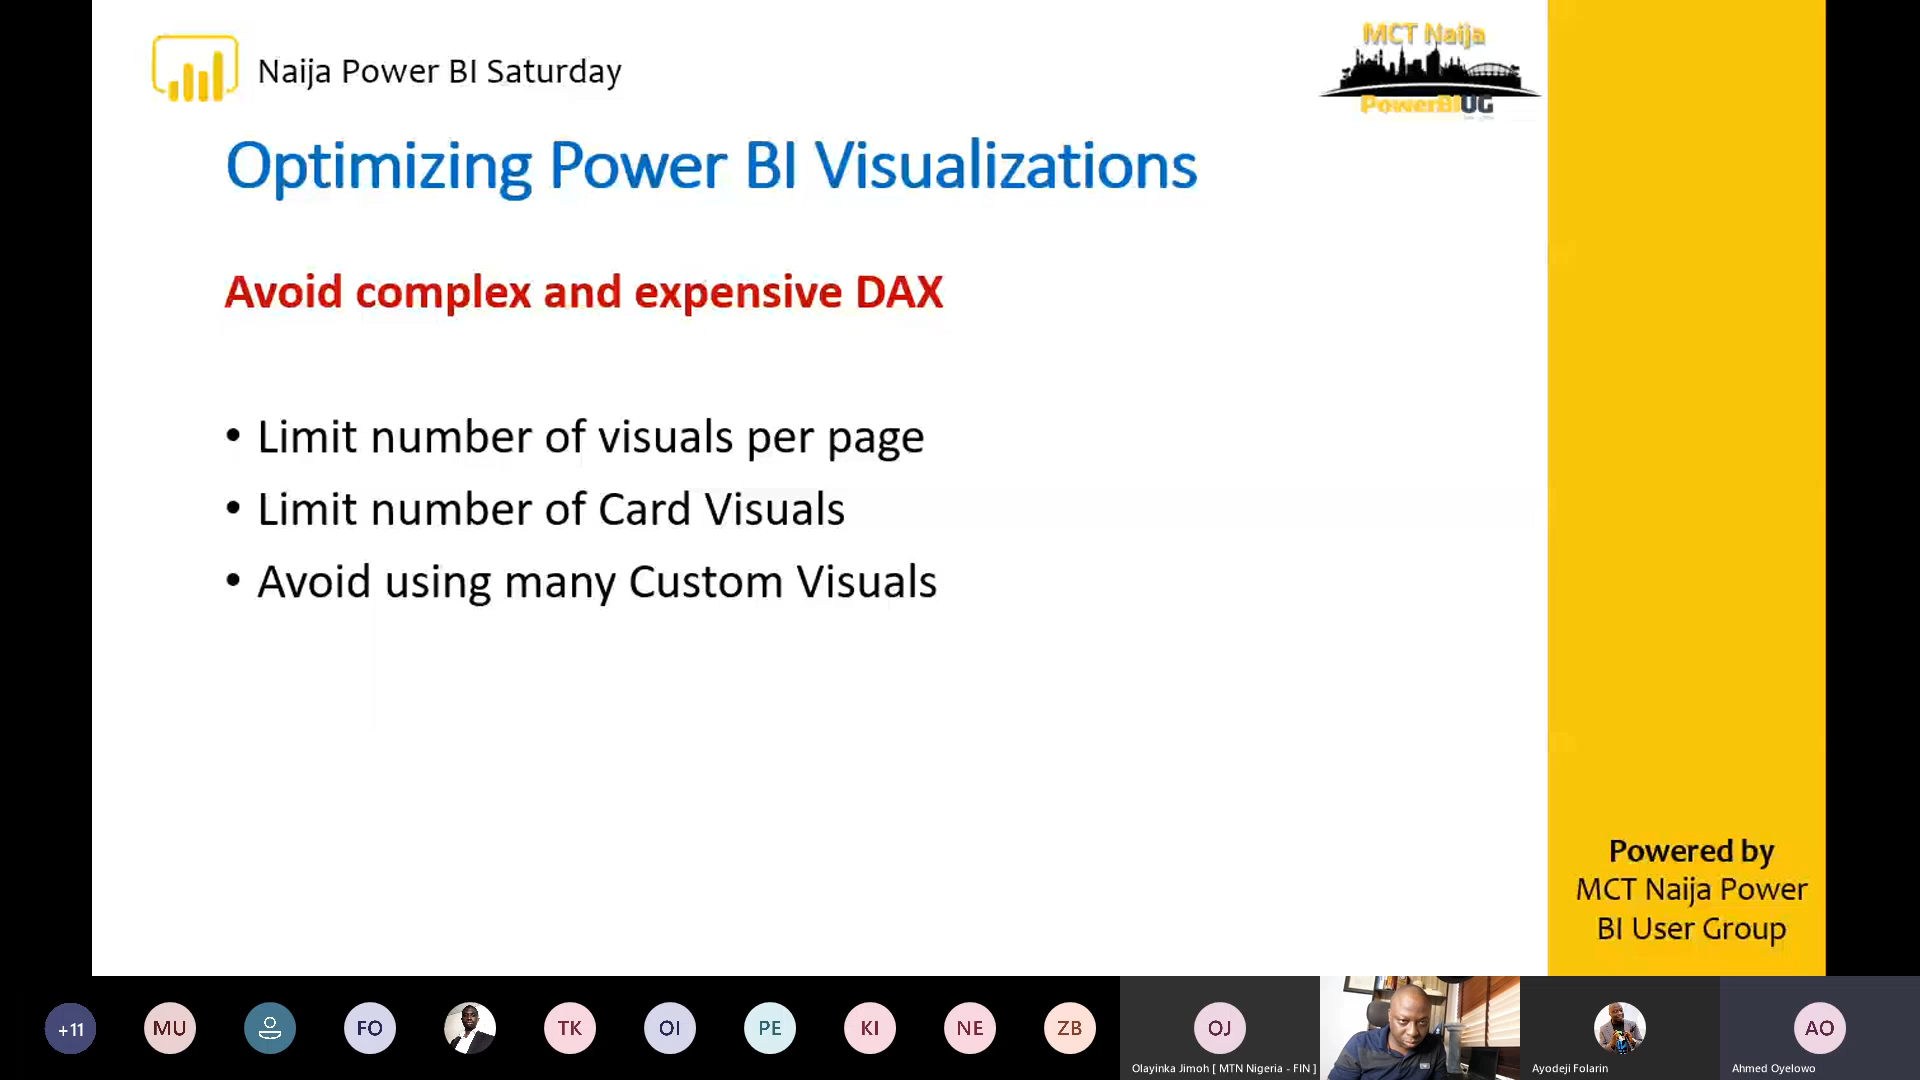 Naija Power BI Saturday
MCT Naija
PowerBIUG
Optimizing Power BI Visualizations
Avoid complex and expensive DAX
• Limit number of visuals per page
• Limit number of Card Visuals
• Avoid using many Custom Visuals
Powered by
MCT Naija Power
BI User Group
+11
MU
FO
TK
OI
PE
KI
NE
ZB
OJ
AO
Olayinka Jimoh [ MTN Nigeria - FIN ]
Ayodeji Folarin
Ahmed Oyelowo